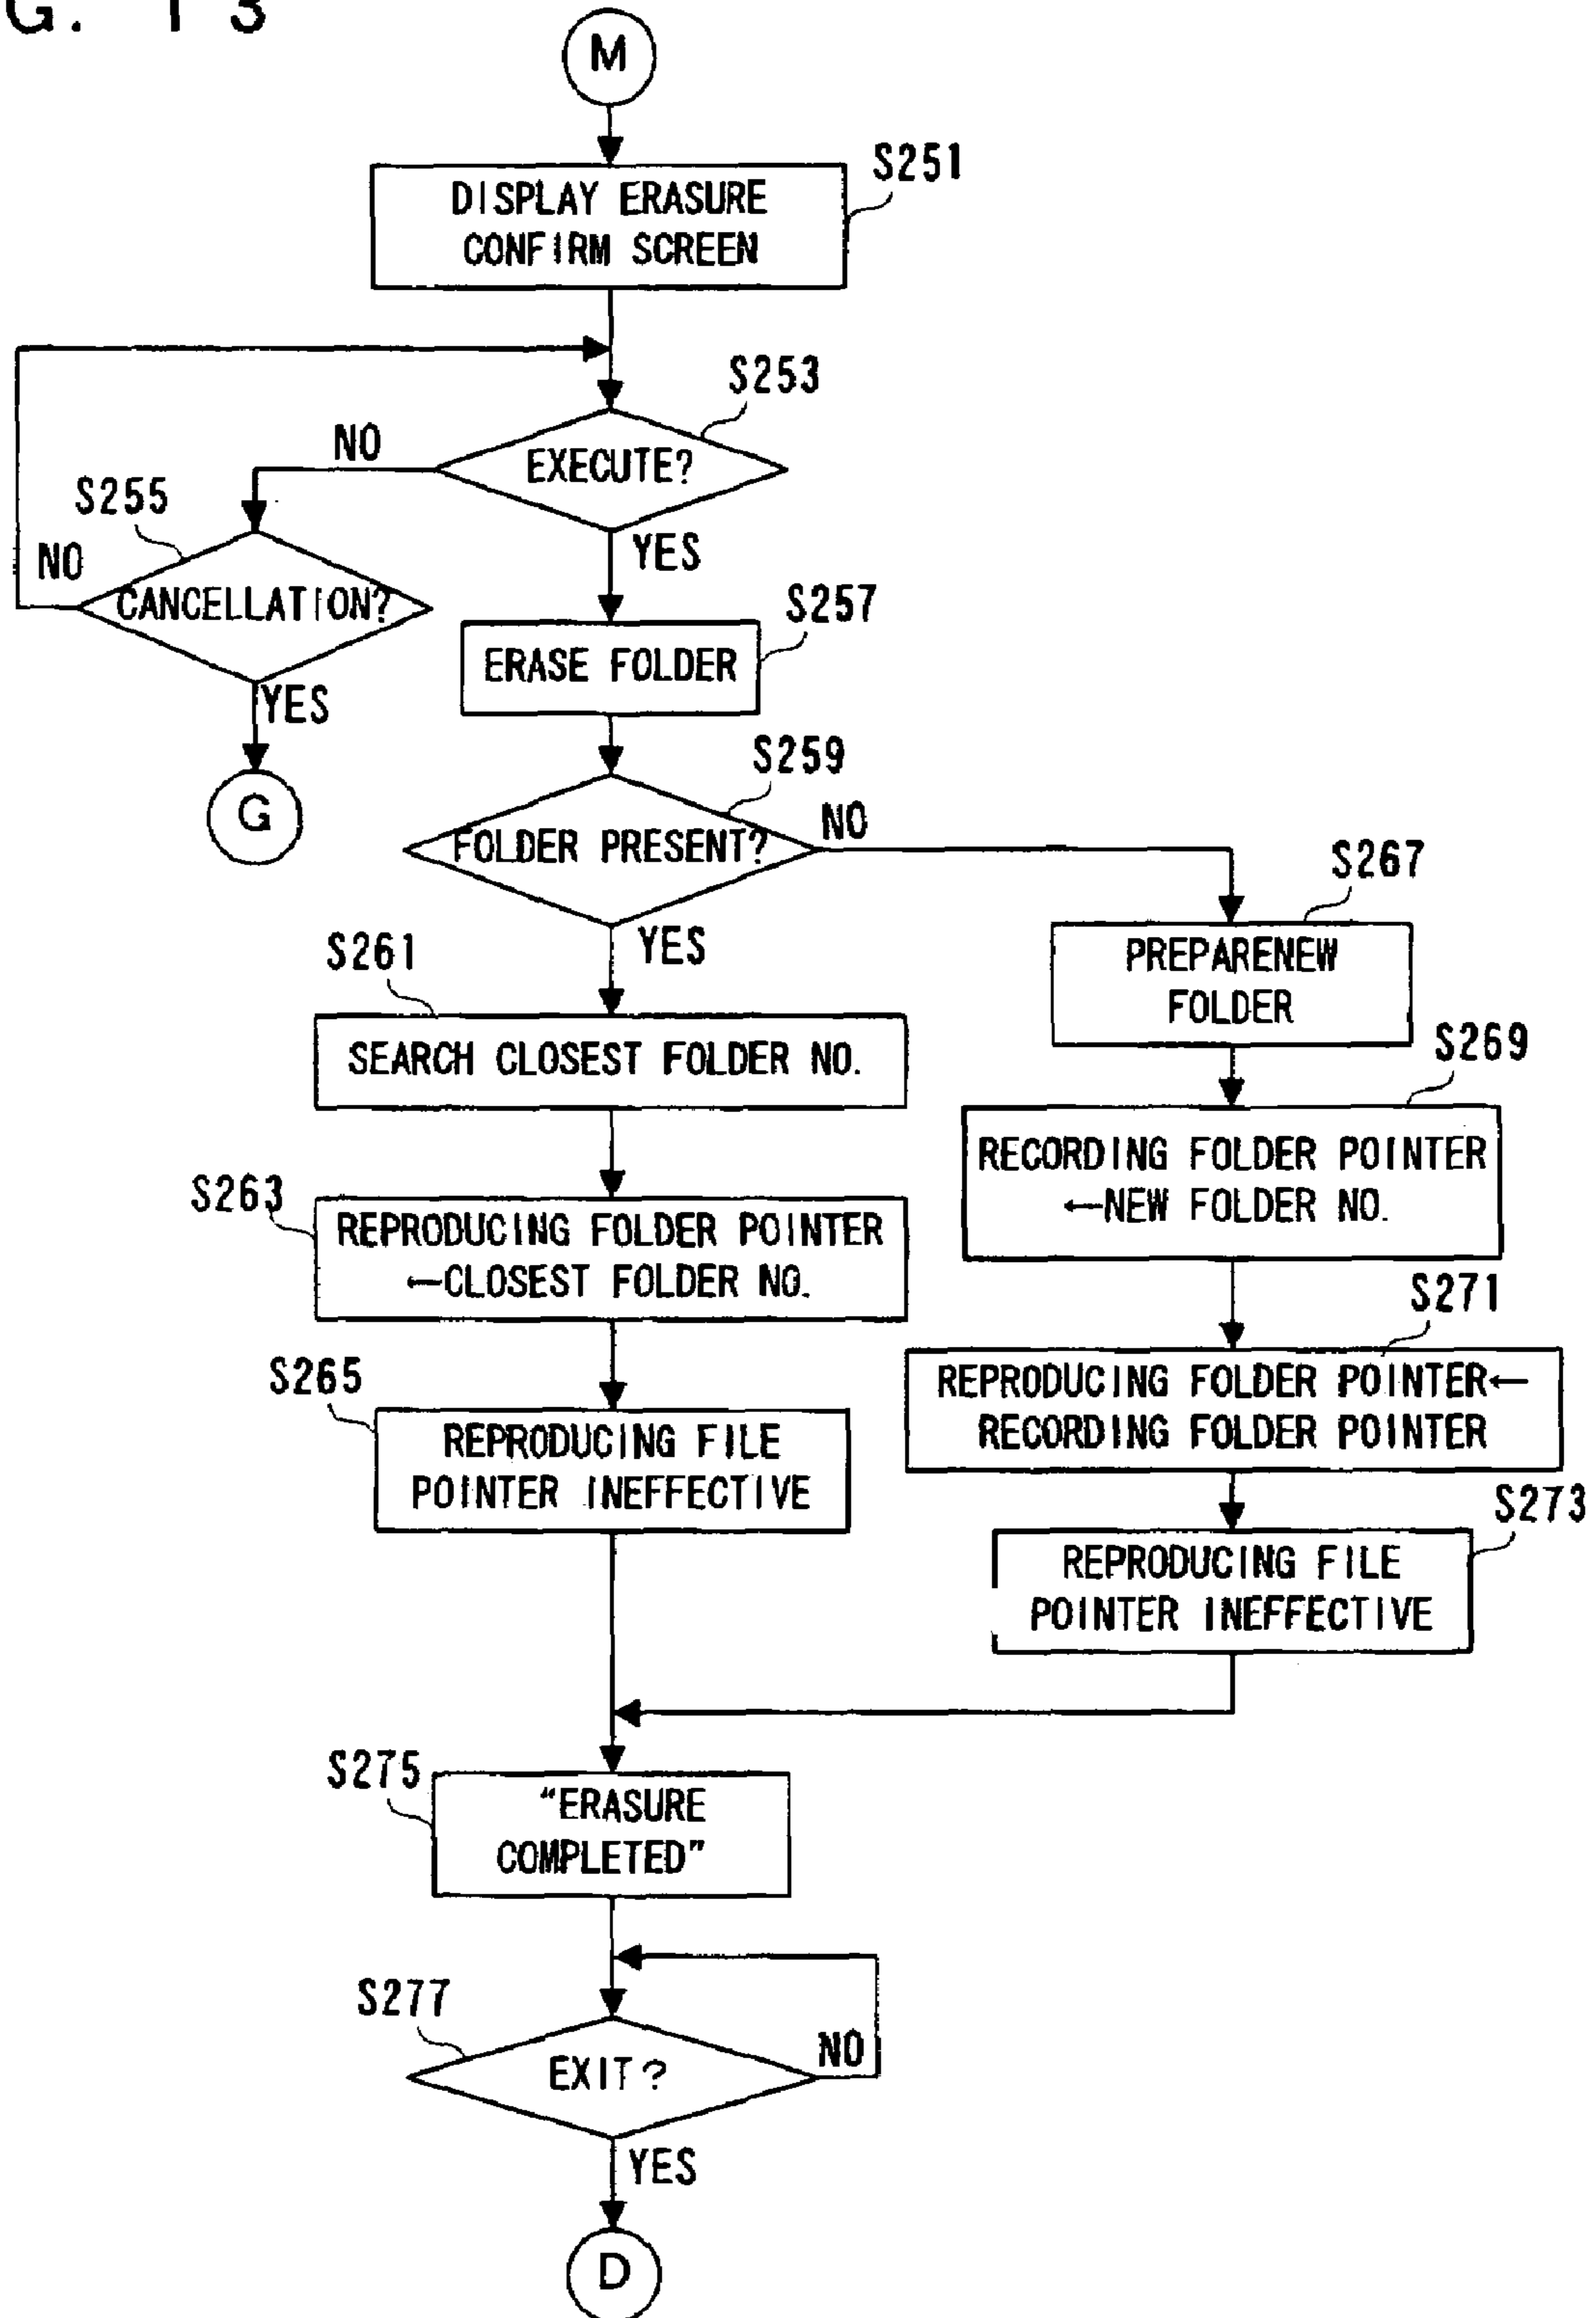 G. 13
M
S251
DISPLAY ERASURE
CONFIRM SCREEN
S253
NO
EXECUTE?
S255
NO
YES
CANCELLATION?
S257
ERASE FOLDER
YES
G
S259
NO
FOLDER PRESENT?
S267
YES
S261
PREPARENEW
FOLDER
SEARCH CLOSEST FOLDER NO.
S269
RECORDING FOLDER POINTER
←NEW FOLDER NO.
S263
REPRODUCING FOLDER POINTER
←CLOSEST FOLDER NO.
S271
REPRODUCING FOLDER POINTER←
RECORDING FOLDER POINTER
S265
REPRODUCING FILE
POINTER INEFFECTIVE
S273
REPRODUCING FILE
POINTER INEFFECTIVE
S275
“ERASURE
COMPLETED”
S277
NO
EXIT?
YES
D